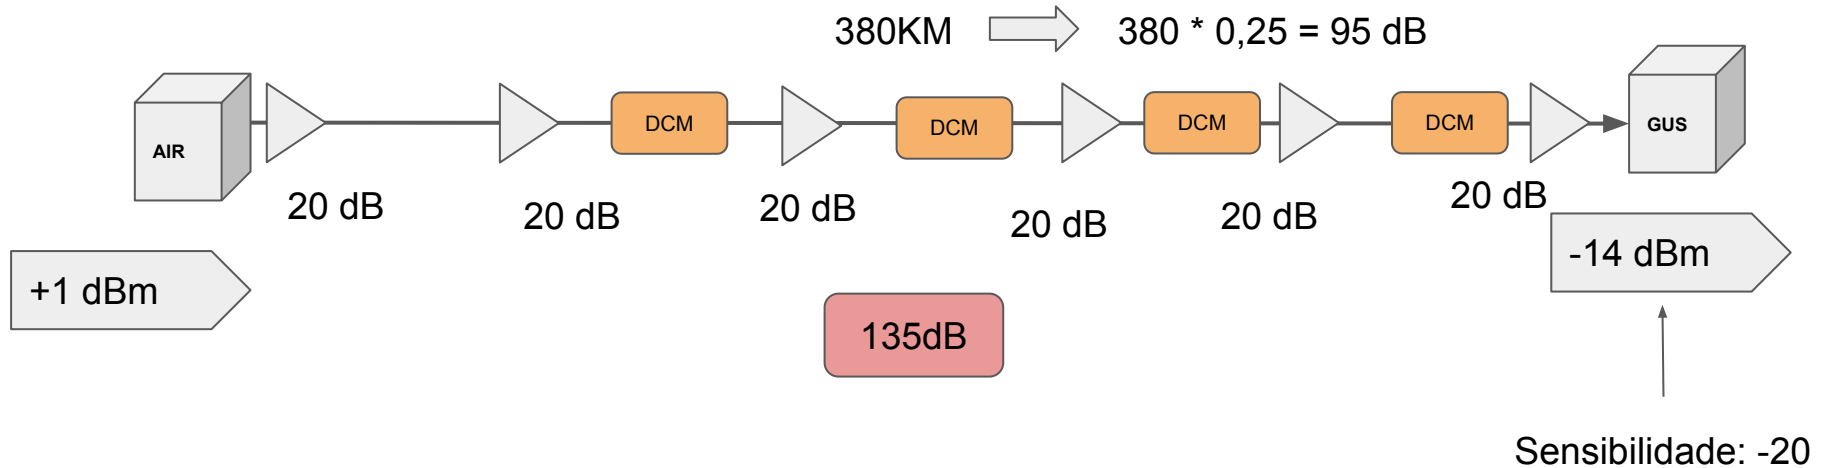 380KM
380 * 0,25 = 95 dB
AIR
DCM
DCM
DCM
DCM
GUS
20 dB
20 dB
20 dB
20 dB
20 dB
20 dB
+1 dBm
-14 dBm
135dB
Sensibilidade: -20